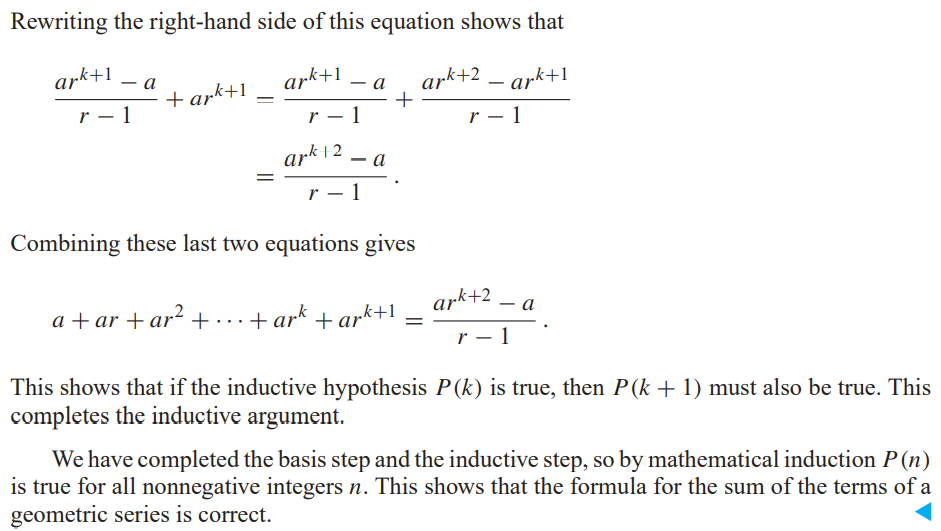 Rewriting the right-hand side of this equation shows that
\frac{ar^{k+1} - a}{r - 1} + ar^{k+1} = \frac{ar^{k+1} - a}{r - 1} + \frac{ar^{k+2} - ar^{k+1}}{r - 1}
= \frac{ar^{k+2} - a}{r - 1}.
Combining these last two equations gives
a + ar + ar^2 + \cdots + ar^k + ar^{k+1} = \frac{ar^{k+2} - a}{r - 1}.
This shows that if the inductive hypothesis P(k) is true, then P(k + 1) must also be true. This
completes the inductive argument.
We have completed the basis step and the inductive step, so by mathematical induction P(n)
is true for all nonnegative integers n. This shows that the formula for the sum of the terms of a
geometric series is correct.